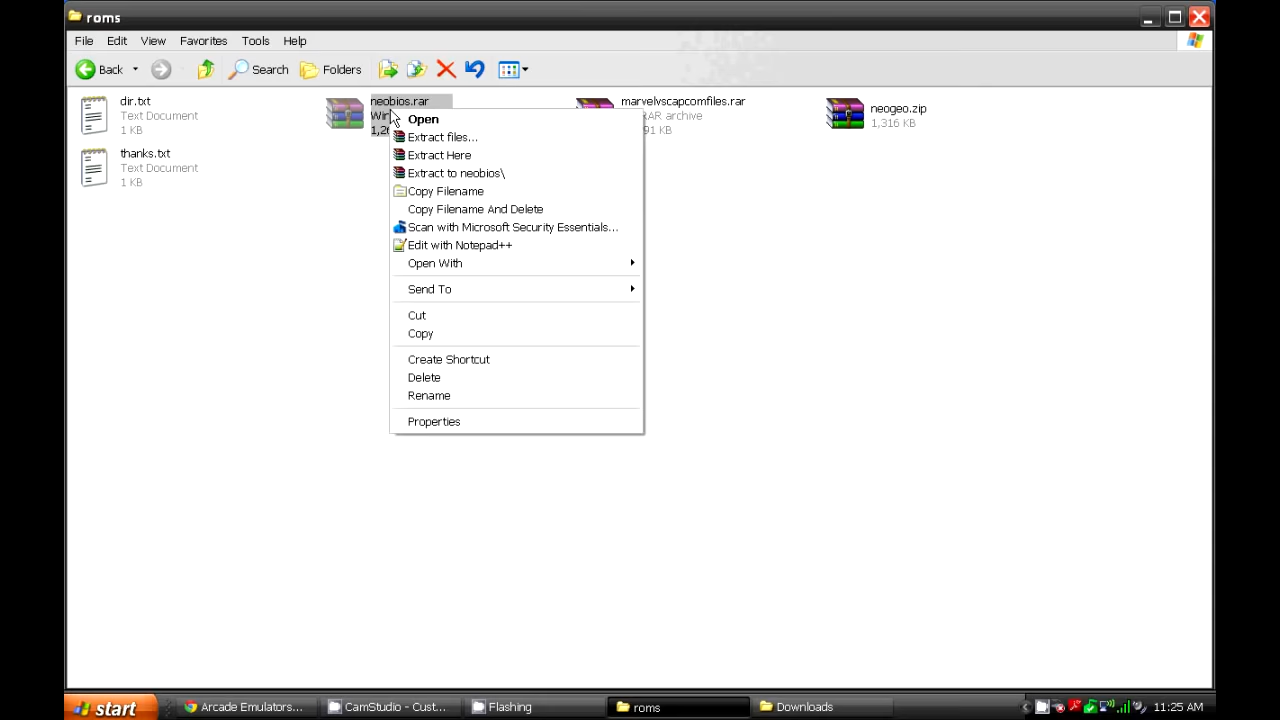 roms
File Edit View Favorites Tools Help
Back Search Folders
dir.txt
Text Document
1 KB
neobios.rar
marvelvscapcomfiles.rar
RAR archive
91 KB
neogeo.zip
1,316 KB
thanks.txt
Text Document
1 KB
Open
Extract files...
Extract Here
Extract to neobios\
Copy Filename
Copy Filename And Delete
Scan with Microsoft Security Essentials...
Edit with Notepad++
Open With
Send To
Cut
Copy
Create Shortcut
Delete
Rename
Properties
start Arcade Emulators... CamStudio - Cust... Flashing roms Downloads 11:25 AM